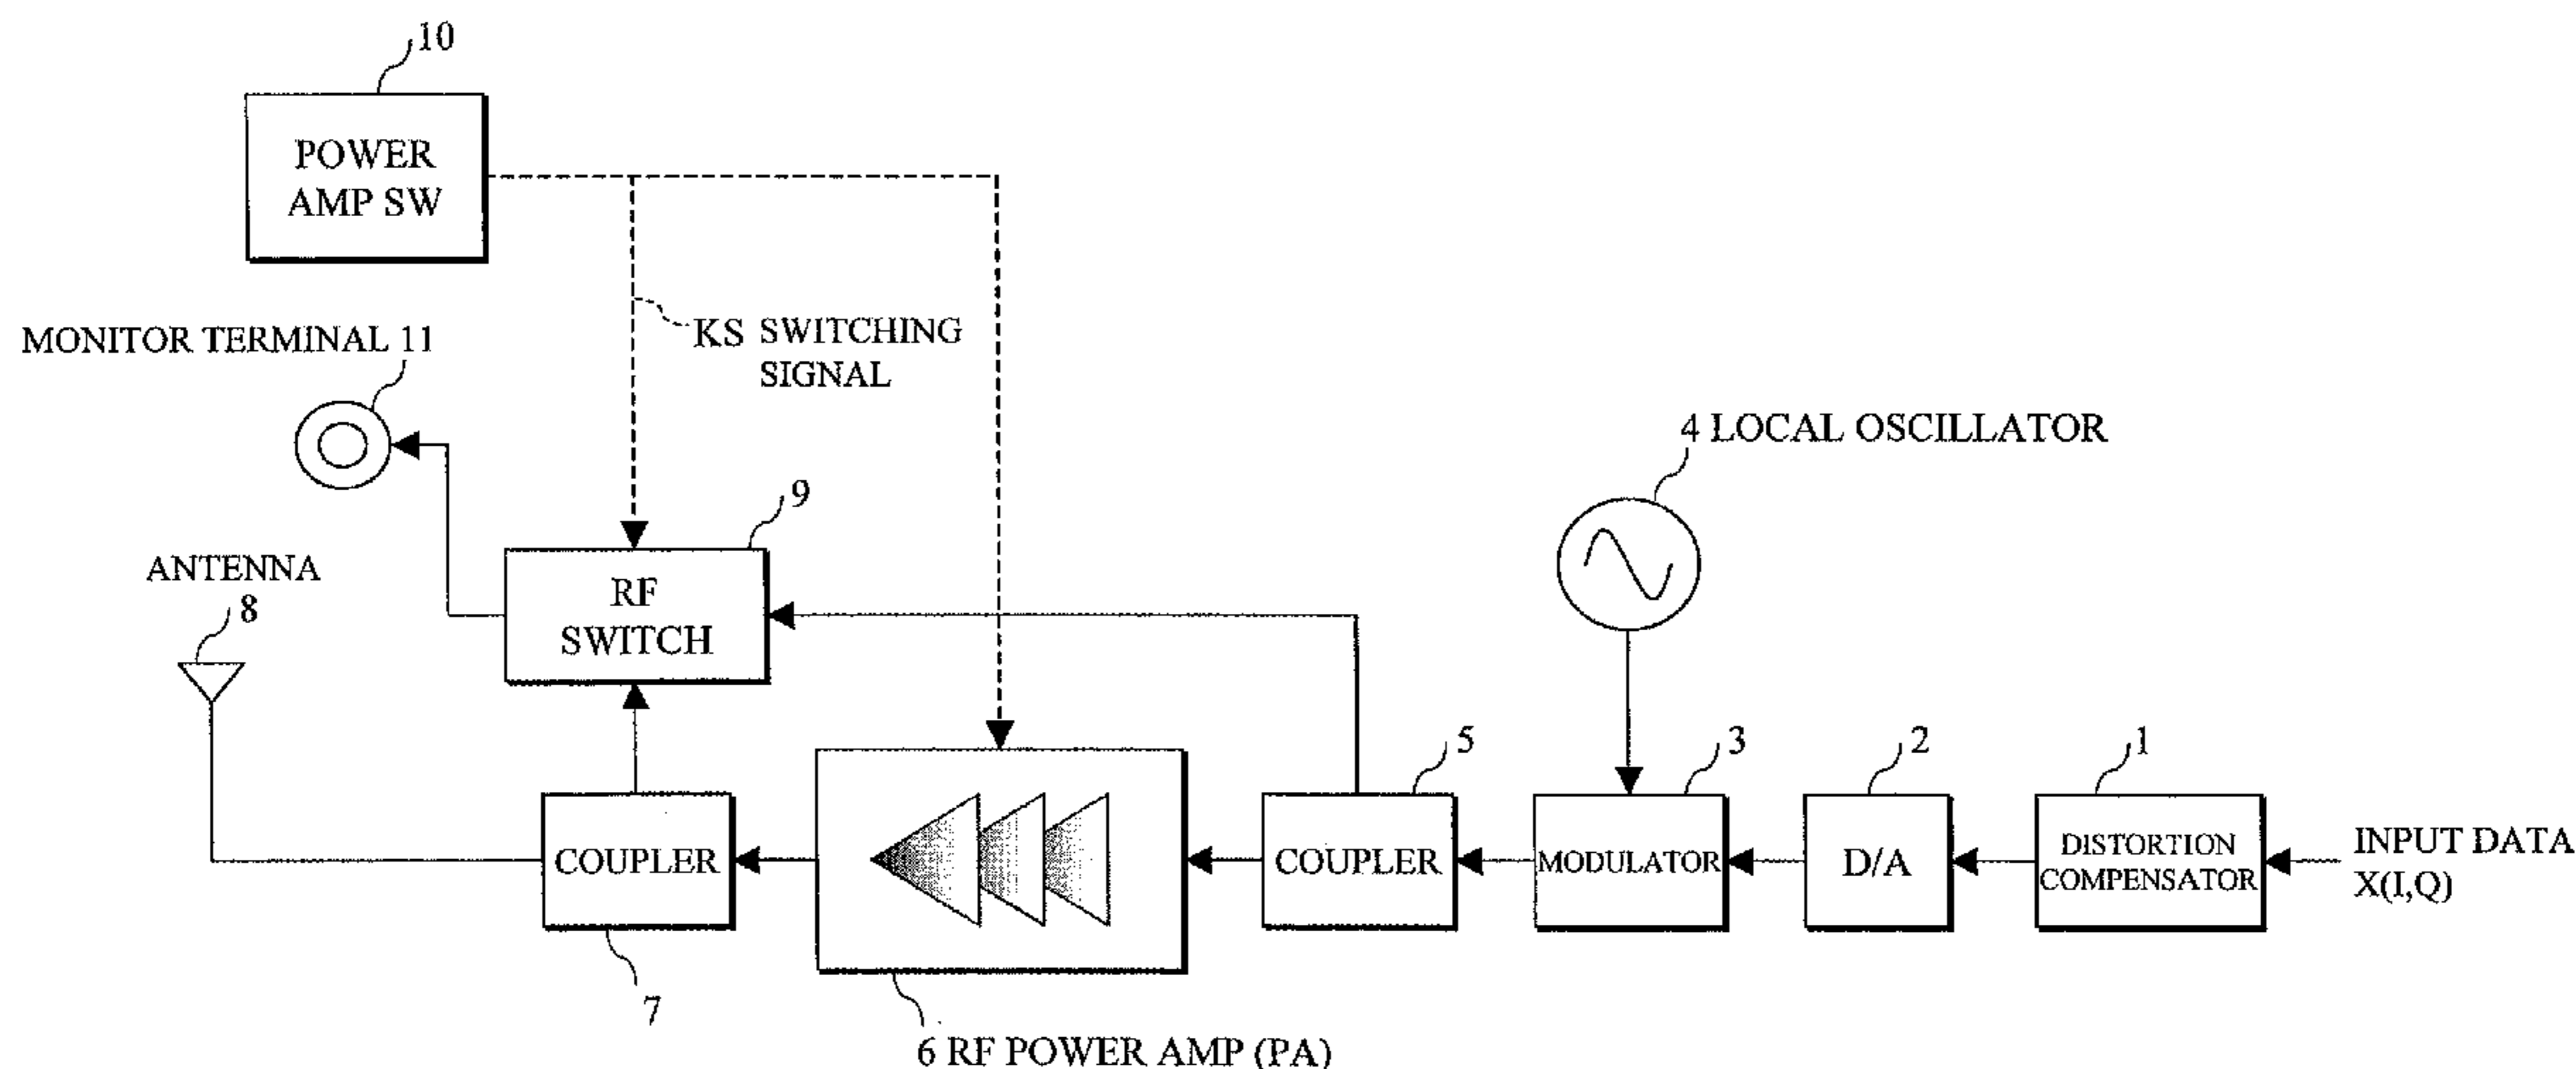 10
POWER
AMP SW
KS SWITCHING
SIGNAL
MONITOR TERMINAL 11
4 LOCAL OSCILLATOR
9
RF
SWITCH
ANTENNA
8
5
3
2
1
COUPLER
COUPLER
MODULATOR
D/A
DISTORTION
COMPENSATOR
INPUT DATA
X(I,Q)
7
6 RF POWER AMP (PA)